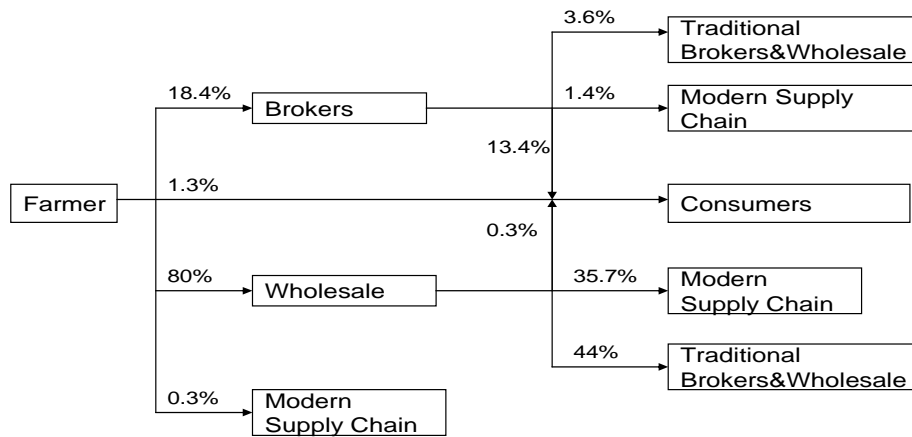 3.6%
Traditional
Brokers&Wholesale
18.4%
Brokers
1.4%
Modern Supply
Chain
13.4%
Farmer
1.3%
Consumers
0.3%
80%
Wholesale
35.7%
Modern
Supply Chain
44%
Traditional
Brokers&Wholesale
0.3%
Modern
Supply Chain